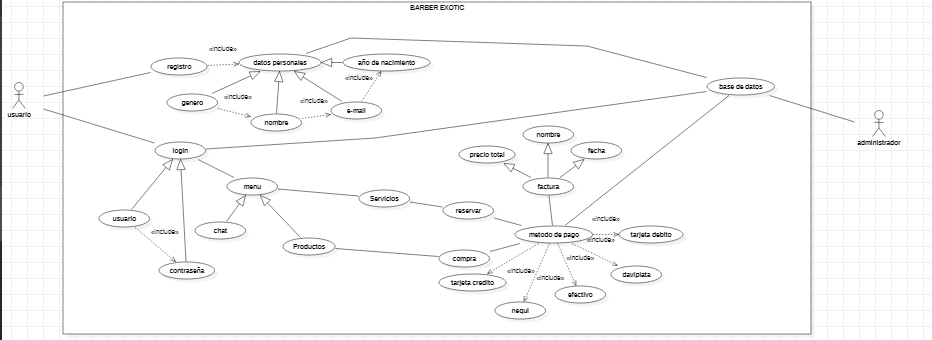 BARBER EXOTIC
«include»
registro
datos personales
año de nacimiento
«include»
base de datos
genero
«include»
«include»
e-mail
usuario
nombre
administrador
login
nombre
precio total
fecha
menu
factura
Servicios
reservar
usuario
«include»
chat
«include»
metodo de pago
tarjeta debito
«include»
Productos
compra
«include»
contraseña
«include»
«include»
daviplata
tarjeta credito
efectivo
nequi